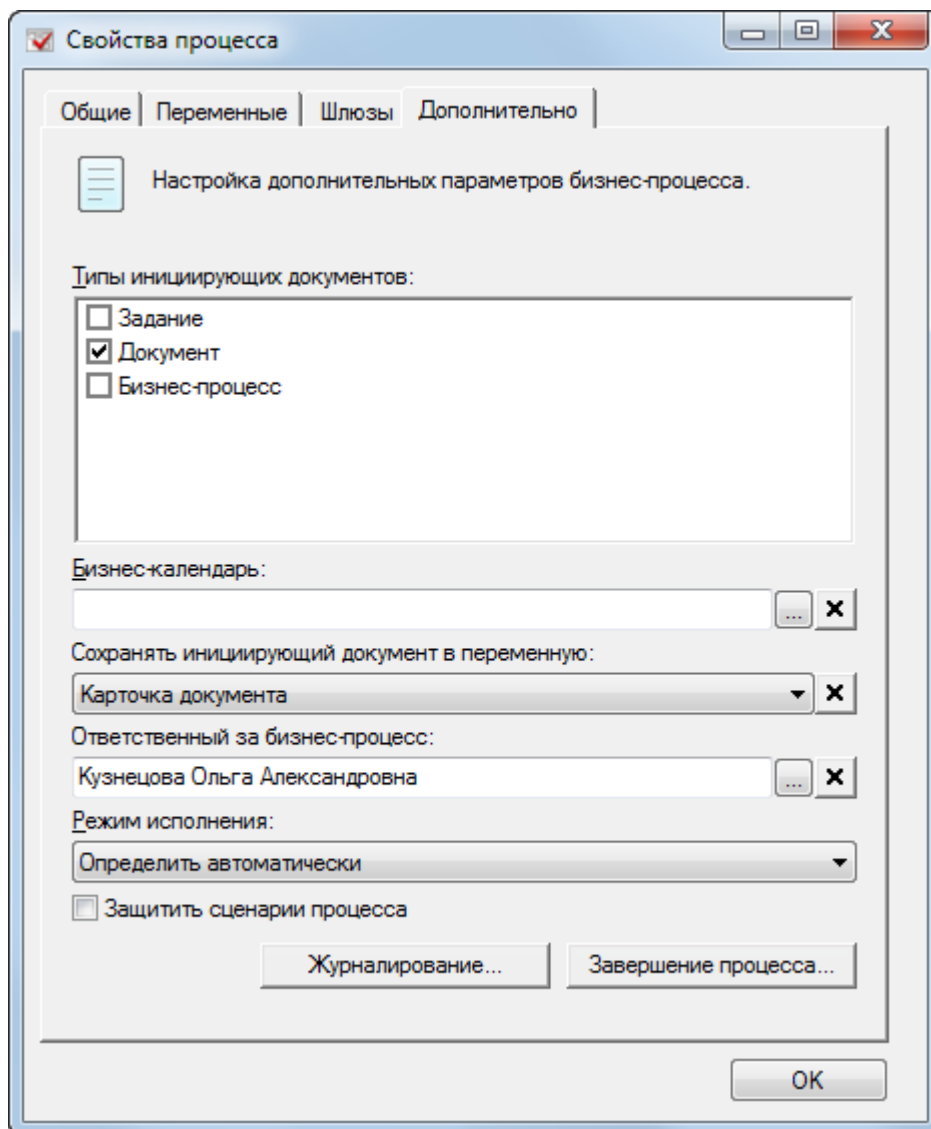 Свойства процесса
Общие Переменные Шлюзы Дополнительно
Настройка дополнительных параметров бизнес-процесса.
Типы инициирующих документов:
Задание
Документ
Бизнес-процесс
Бизнес-календарь:
...
Сохранять инициирующий документ в переменную:
Карточка документа
Ответственный за бизнес-процесс:
Кузнецова Ольга Александровна ...
Режим исполнения:
Определить автоматически
Защитить сценарии процесса
Журналирование... Завершение процесса...
OK